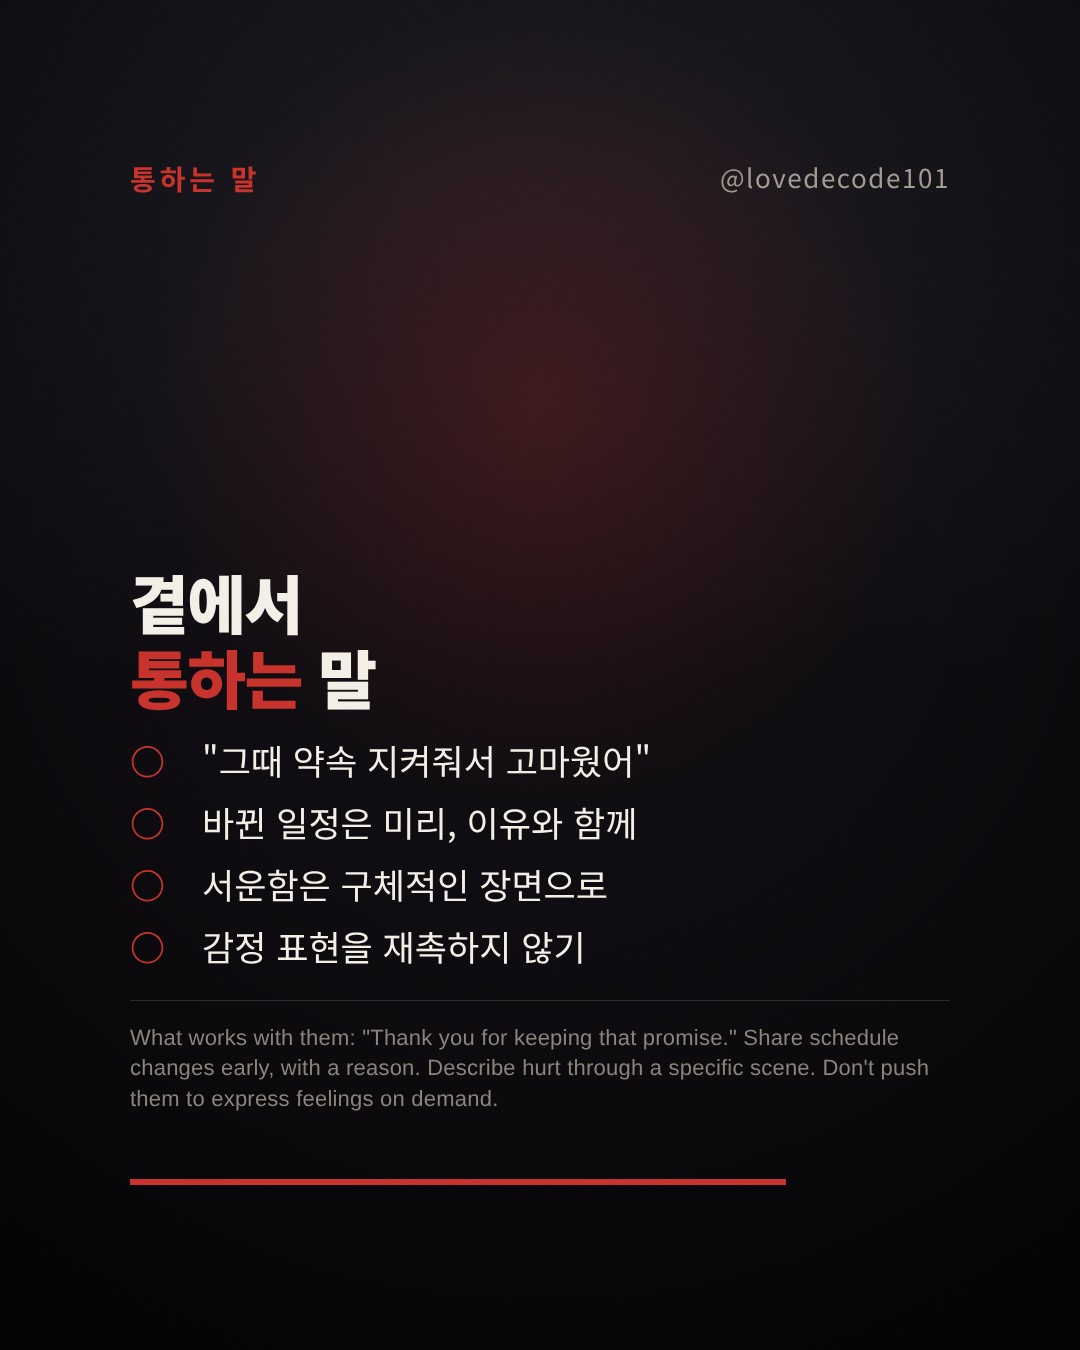 통하는 말
@lovedecode101
곁에서
통하는 말
"그때 약속 지켜줘서 고마웠어"
바뀐 일정은 미리, 이유와 함께
서운함은 구체적인 장면으로
감정 표현을 재촉하지 않기
What works with them: "Thank you for keeping that promise." Share schedule
changes early, with a reason. Describe hurt through a specific scene. Don't push
them to express feelings on demand.